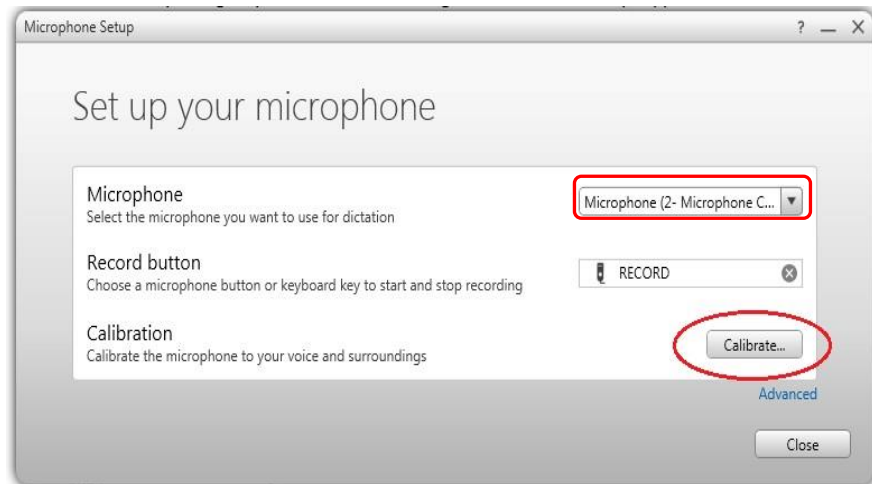 Microphone Setup
?
Set up your microphone
Microphone
Select the microphone you want to use for dictation
Microphone (2- Microphone C...
Record button
Choose a microphone button or keyboard key to start and stop recording
RECORD
Calibration
Calibrate the microphone to your voice and surroundings
Calibrate...
Advanced
Close